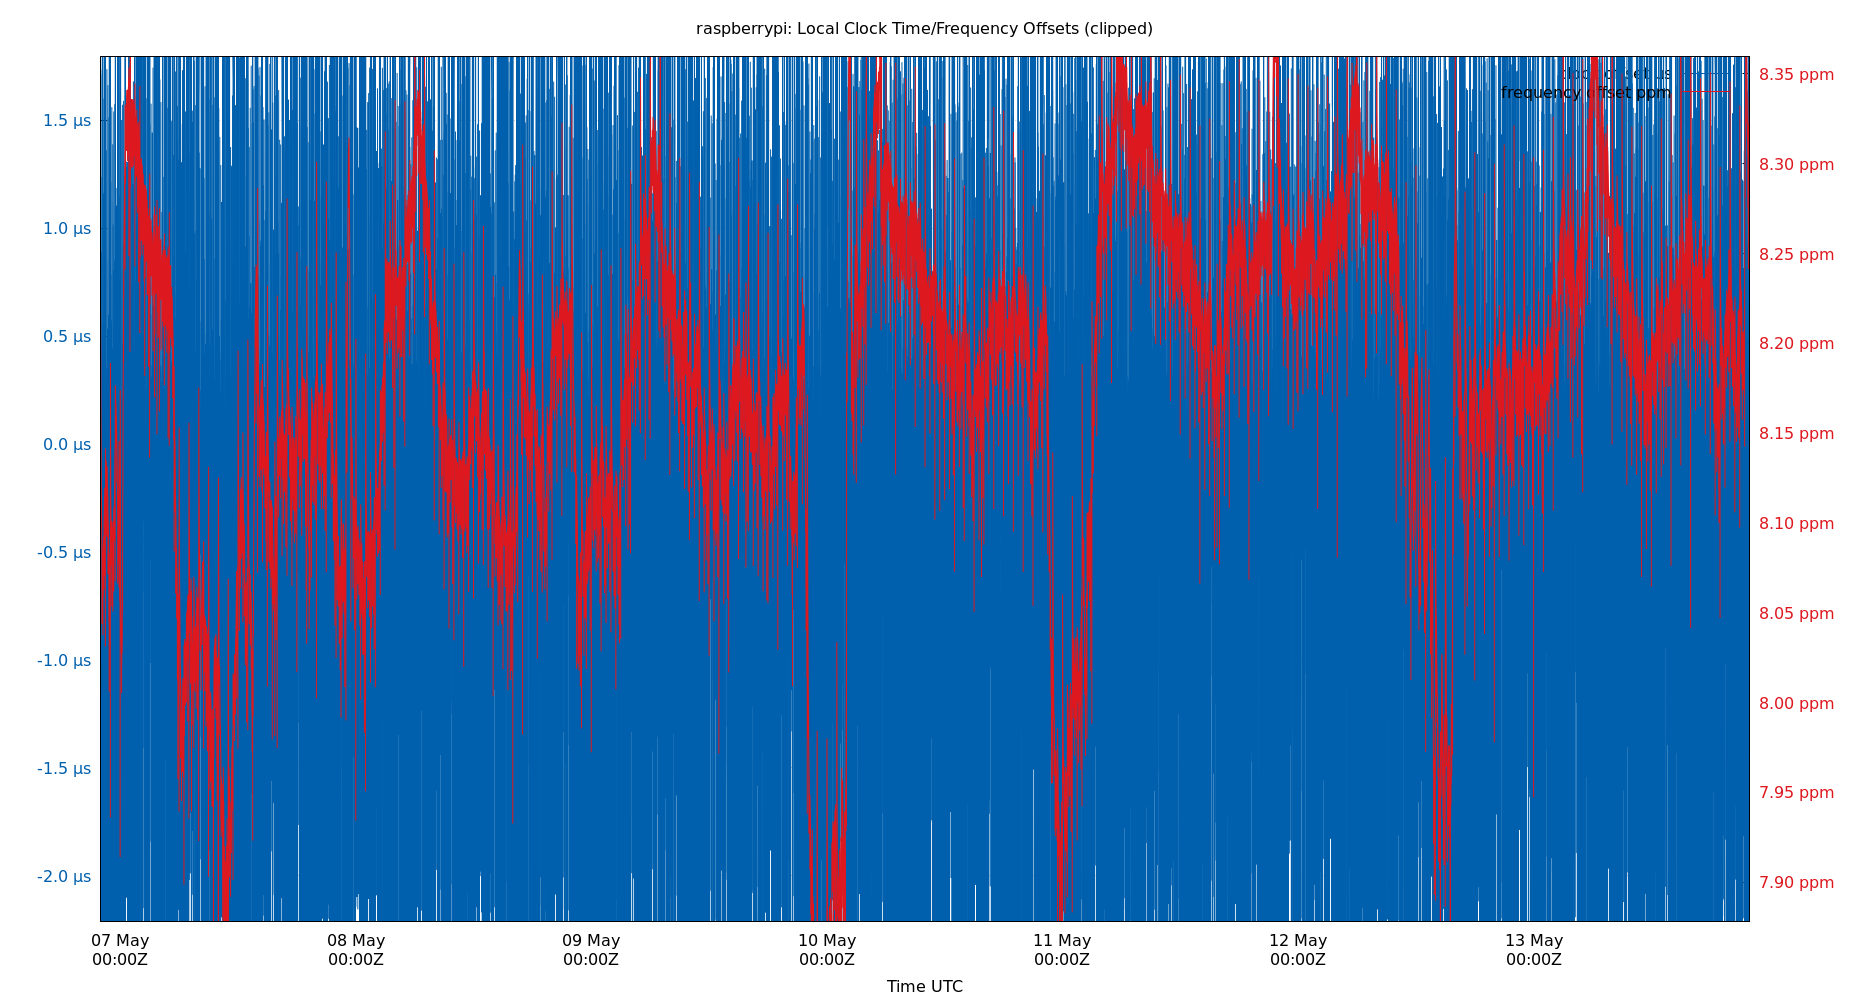 raspberrypi: Local Clock Time/Frequency Offsets (clipped)
clock offset us
frequency offset ppm
1.5 µs
1.0 µs
0.5 µs
0.0 µs
-0.5 µs
-1.0 µs
-1.5 µs
-2.0 µs
8.35 ppm
8.30 ppm
8.25 ppm
8.20 ppm
8.15 ppm
8.10 ppm
8.05 ppm
8.00 ppm
7.95 ppm
7.90 ppm
07 May 08 May 09 May 10 May 11 May 12 May 13 May
00:00Z 00:00Z 00:00Z 00:00Z 00:00Z 00:00Z 00:00Z
Time UTC